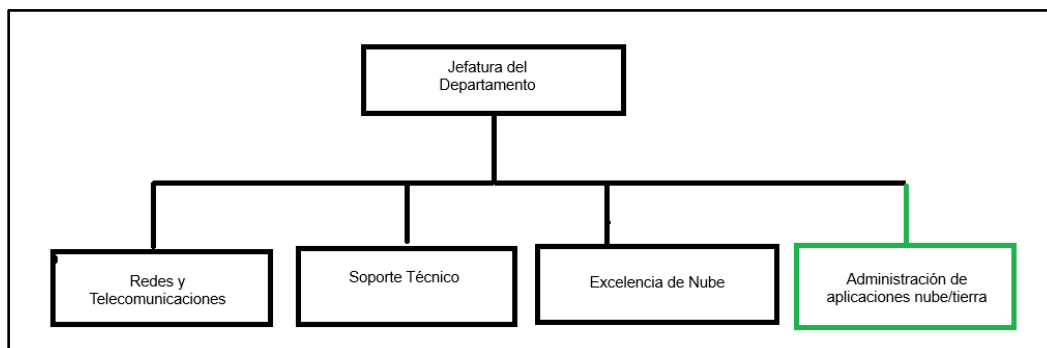 Jefatura del
Departamento
Redes y
Telecomunicaciones
Soporte Técnico
Excelencia de Nube
Administración de
aplicaciones nube/tierra